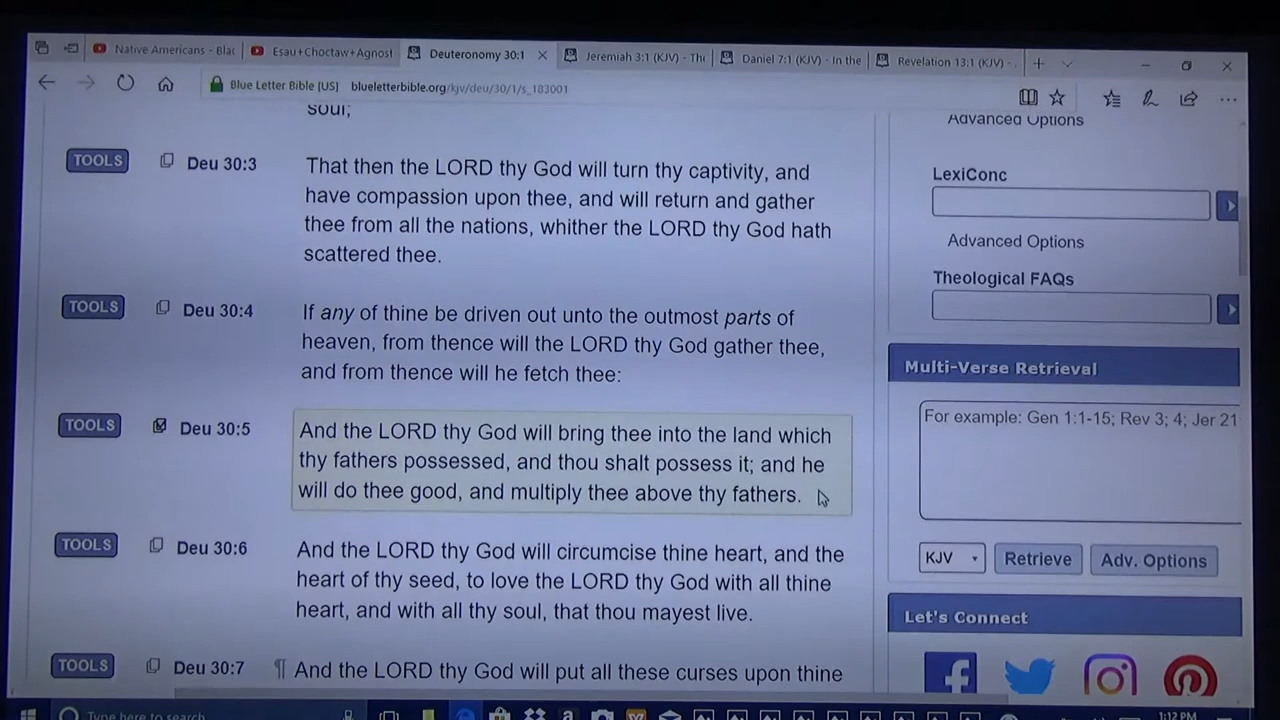 Native Americans - Blac
Esau+Choctaw+Agnost
Deuteronomy 30:1
Jeremiah 3:1 (KJV) - The
Daniel 7:1 (KJV) - In the
Revelation 13:1 (KJV) - .
Blue Letter Bible [US] blueletterbible.org/kjv/deu/30/1/s_183001
soul;
TOOLS Deu 30:3 That then the LORD thy God will turn thy captivity, and
have compassion upon thee, and will return and gather
thee from all the nations, whither the LORD thy God hath
scattered thee.
TOOLS Deu 30:4 If any of thine be driven out unto the outmost parts of
heaven, from thence will the LORD thy God gather thee,
and from thence will he fetch thee:
TOOLS Deu 30:5 And the LORD thy God will bring thee into the land which
thy fathers possessed, and thou shalt possess it; and he
will do thee good, and multiply thee above thy fathers.
TOOLS Deu 30:6 And the LORD thy God will circumcise thine heart, and the
heart of thy seed, to love the LORD thy God with all thine
heart, and with all thy soul, that thou mayest live.
TOOLS Deu 30:7 ¶ And the LORD thy God will put all these curses upon thine
Advanced Options
LexiConc
Advanced Options
Theological FAQs
Multi-Verse Retrieval
For example: Gen 1:1-15; Rev 3; 4; Jer 21
KJV Retrieve Adv. Options
Let's Connect
Type here to search
1:12 PM